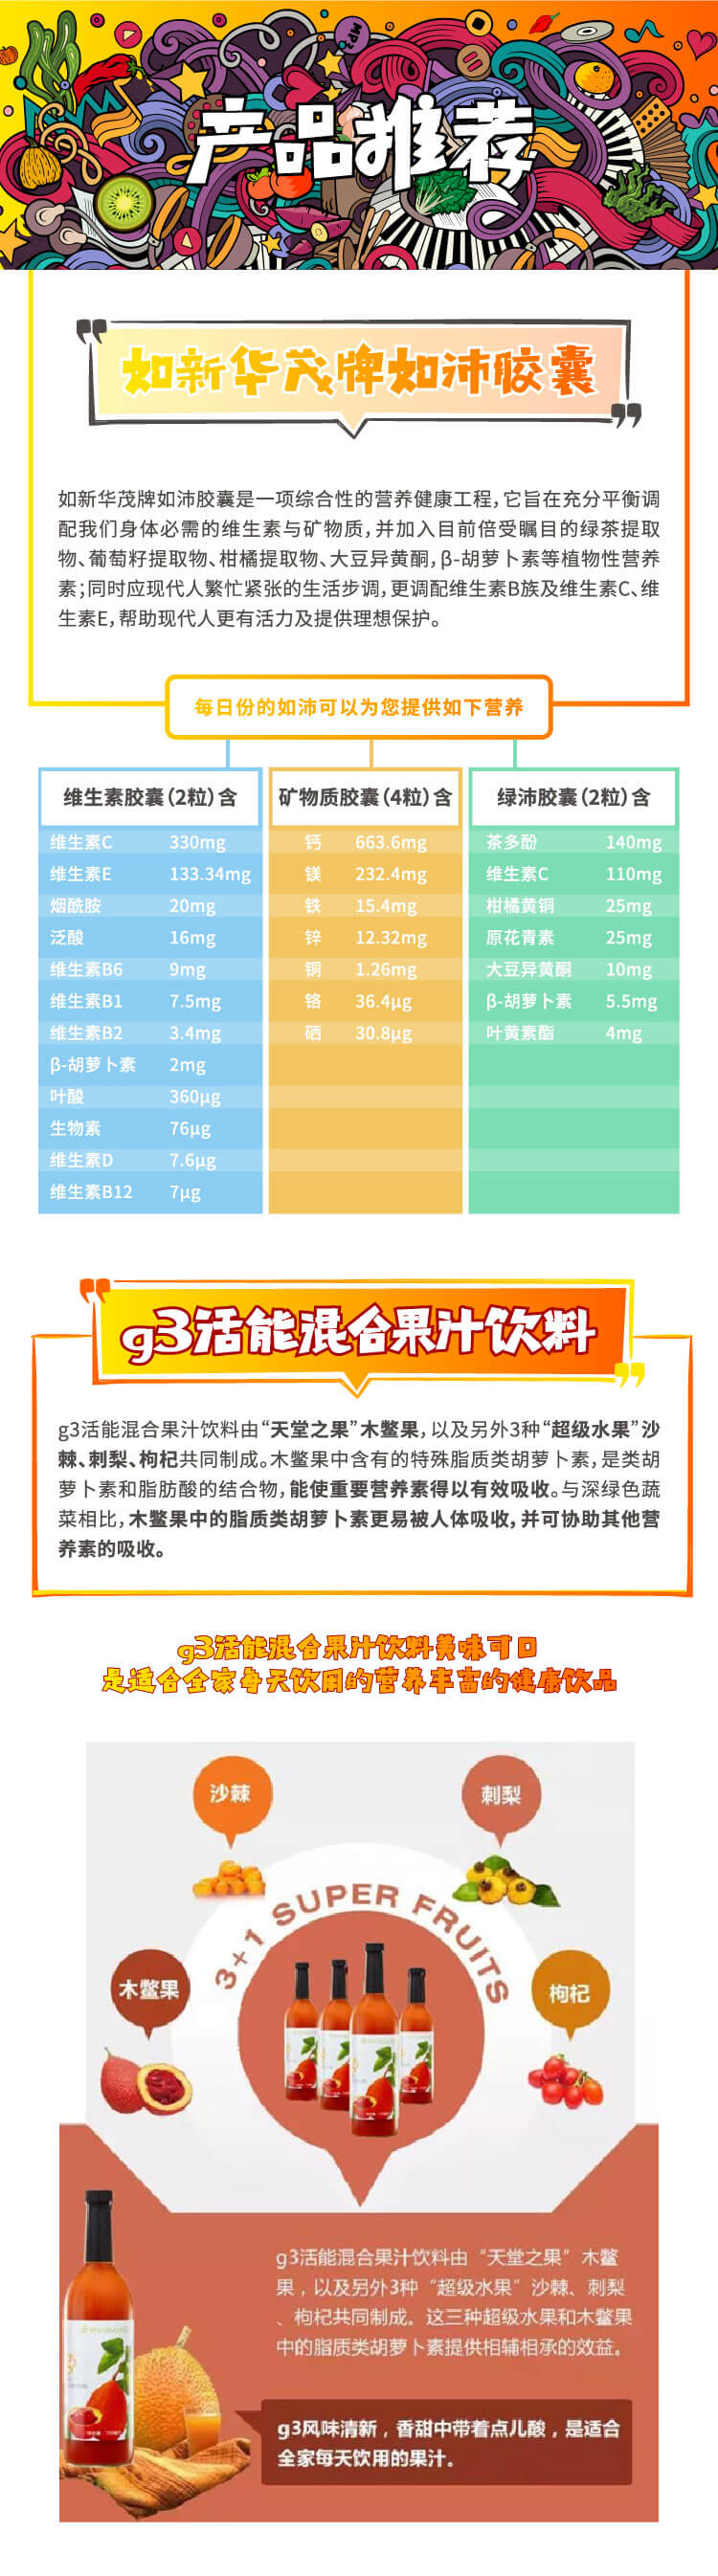 MP3
产品推荐
如新华茂牌如沛胶囊
如新华茂牌如沛胶囊是一项综合性的营养健康工程，它旨在充分平衡调
配我们身体必需的维生素与矿物质，并加入目前倍受瞩目的绿茶提取
物、葡萄籽提取物、柑橘提取物、大豆异黄酮，β-胡萝卜素等植物性营养
素；同时应现代人繁忙紧张的生活步调，更调配维生素B族及维生素C、维
生素E，帮助现代人更有活力及提供理想保护。
每日份的如沛可以为您提供如下营养
维生素胶囊（2粒）含
维生素C 330mg
维生素E 133.34mg
烟酰胺 20mg
泛酸 16mg
维生素B6 9mg
维生素B1 7.5mg
维生素B2 3.4mg
β-胡萝卜素 2mg
叶酸 360μg
生物素 76μg
维生素D 7.6μg
维生素B12 7μg
矿物质胶囊（4粒）含
钙 663.6mg
镁 232.4mg
铁 15.4mg
锌 12.32mg
铜 1.26mg
铬 36.4μg
硒 30.8μg
绿沛胶囊（2粒）含
茶多酚 140mg
维生素C 110mg
柑橘黄铜 25mg
原花青素 25mg
大豆异黄酮 10mg
β-胡萝卜素 5.5mg
叶黄素酯 4mg
g3活能混合果汁饮料
g3活能混合果汁饮料由“天堂之果”木鳖果，以及另外3种“超级水果”沙
棘、刺梨、枸杞共同制成。木鳖果中含有的特殊脂质类胡萝卜素，是类胡
萝卜素和脂肪酸的结合物，能使重要营养素得以有效吸收。与深绿色蔬
菜相比，木鳖果中的脂质类胡萝卜素更易被人体吸收，并可协助其他营
养素的吸收。
g3活能混合果汁饮料美味可口
是适合全家每天饮用的营养丰富的健康饮品
沙棘
刺梨
3+1 SUPER FRUITS
木鳖果
枸杞
g3活能混合果汁饮料由“天堂之果”木鳖
果，以及另外3种“超级水果”沙棘、刺梨
、枸杞共同制成。这三种超级水果和木鳖果
中的脂质类胡萝卜素提供相辅相承的效益。
g3风味清新，香甜中带着点儿酸，是适合
全家每天饮用的果汁。